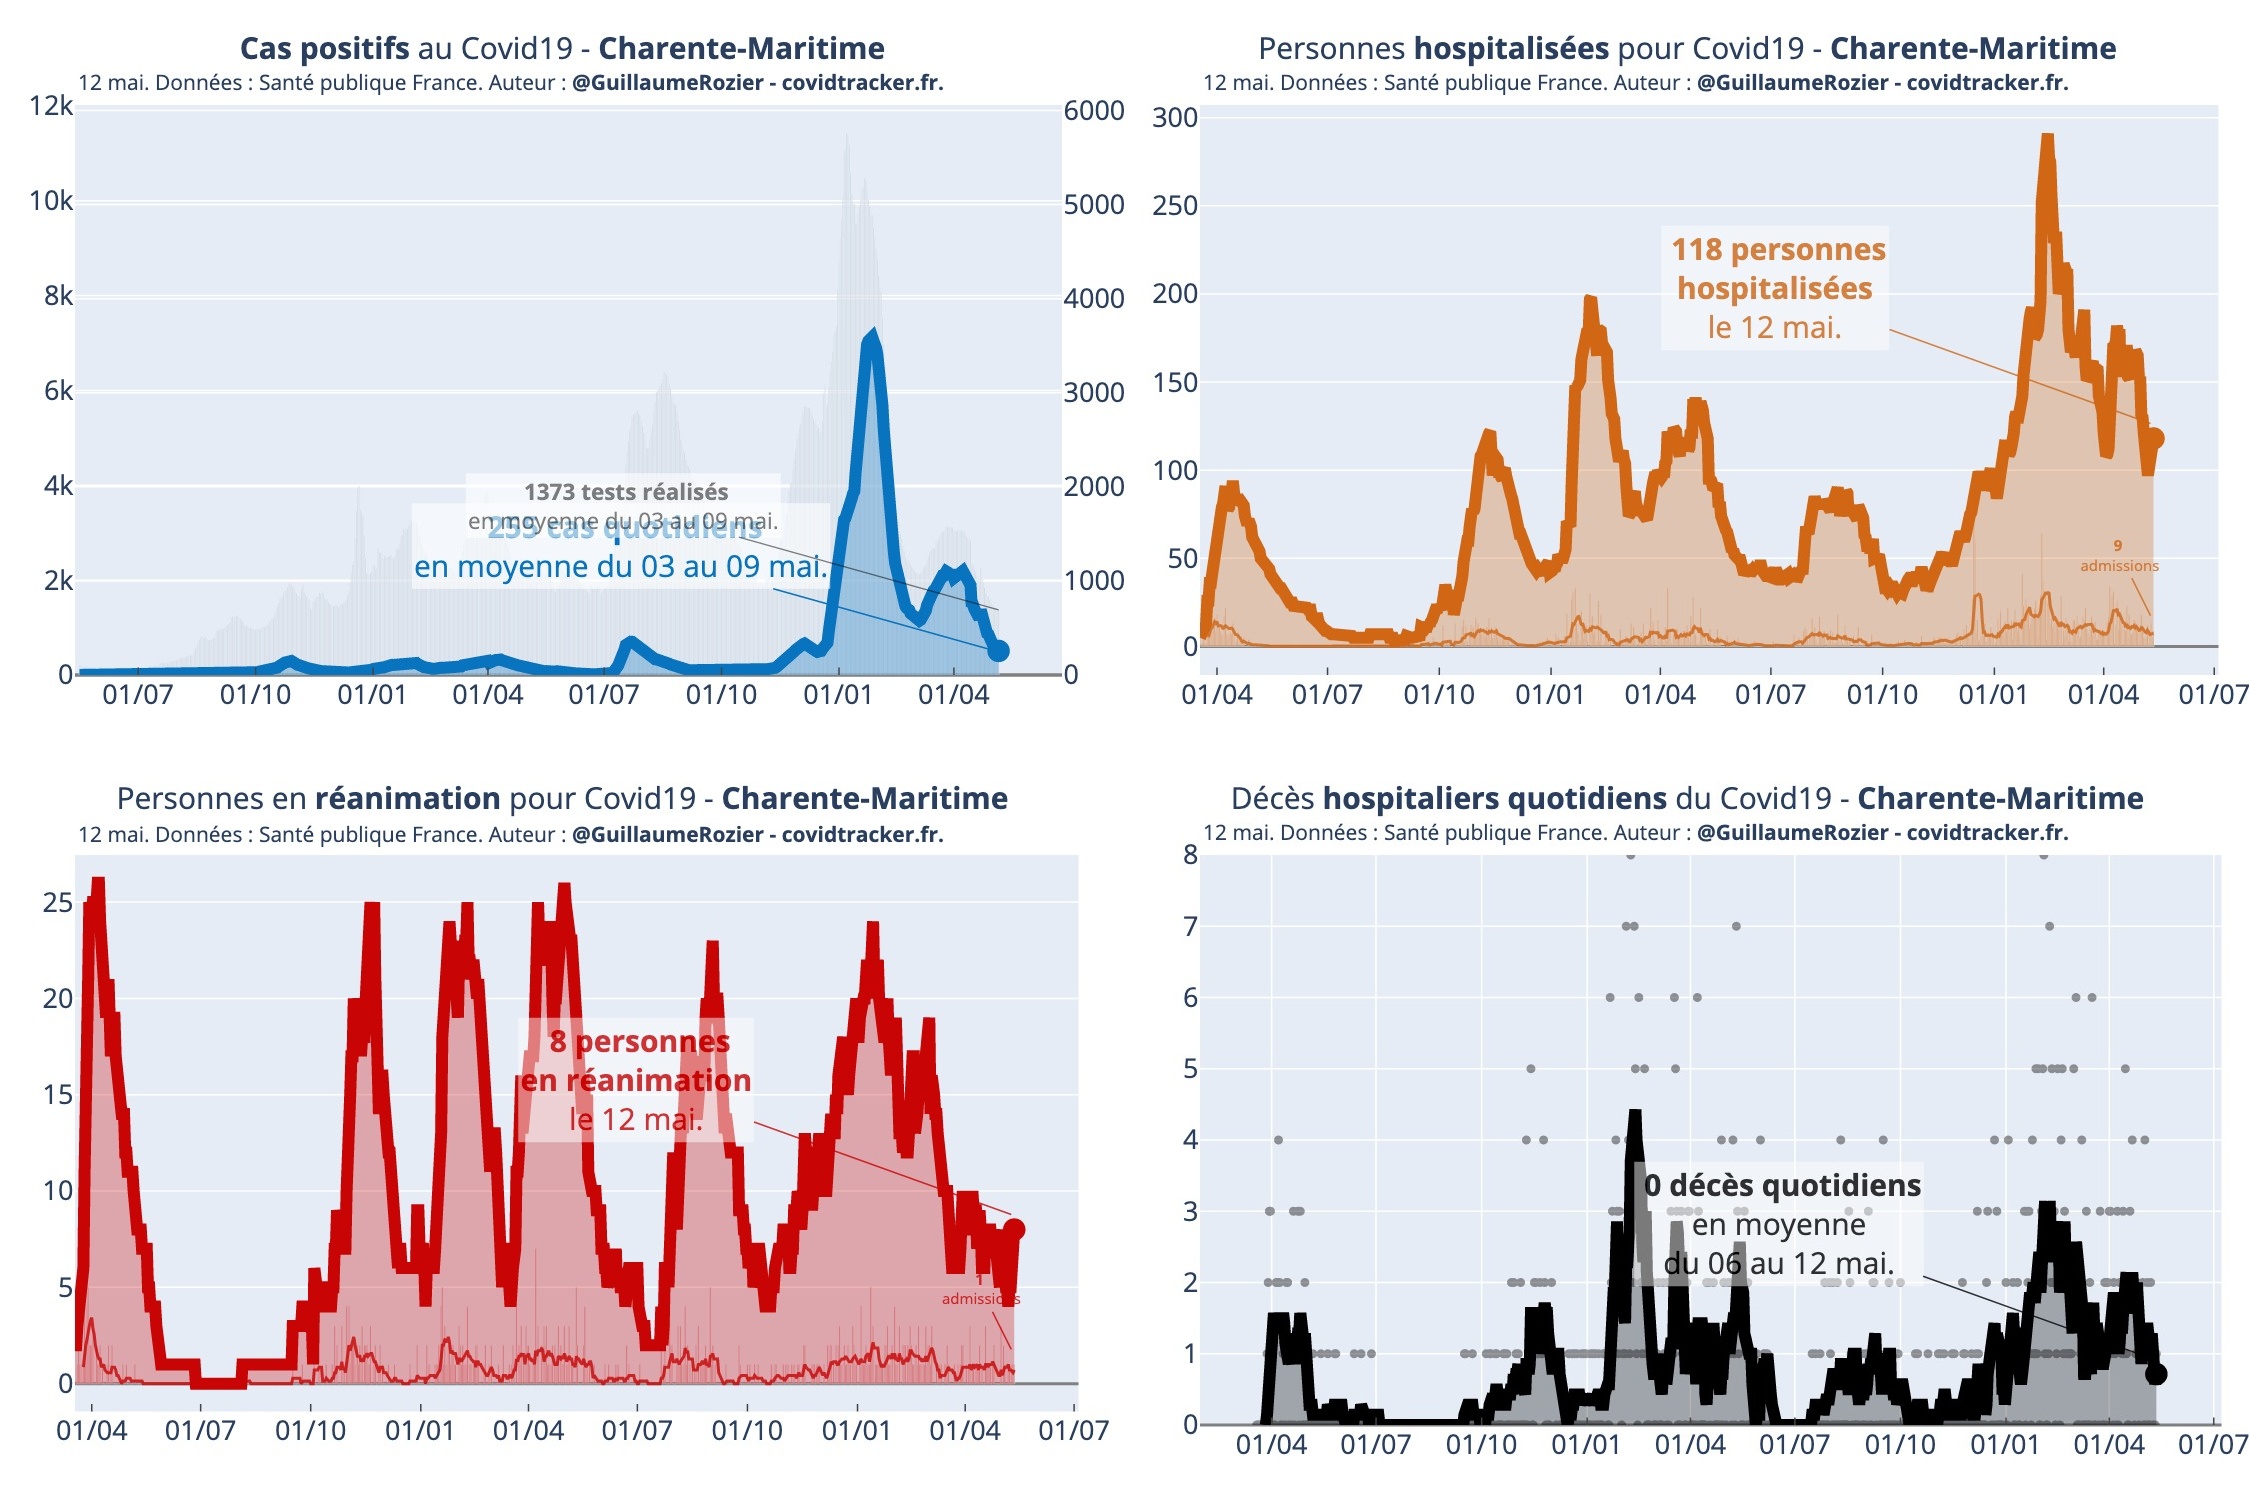 Cas positifs au Covid19 - Charente-Maritime
12 mai. Données : Santé publique France. Auteur : @GuillaumeRozier - covidtracker.fr.
12k
10k
8k
6k
4k
2k
0
6000
5000
4000
3000
2000
1000
0
1373 tests réalisés
en moyenne du 03 au 09 mai.
255 cas quotidiens
en moyenne du 03 au 09 mai.
01/07 01/10 01/01 01/04 01/07 01/10 01/01 01/04
Personnes hospitalisées pour Covid19 - Charente-Maritime
12 mai. Données : Santé publique France. Auteur : @GuillaumeRozier - covidtracker.fr.
300
250
200
150
100
50
0
118 personnes
hospitalisées
le 12 mai.
9
admissions
01/04 01/07 01/10 01/01 01/04 01/07 01/10 01/01 01/04 01/07
Personnes en réanimation pour Covid19 - Charente-Maritime
12 mai. Données : Santé publique France. Auteur : @GuillaumeRozier - covidtracker.fr.
25
20
15
10
5
0
8 personnes
en réanimation
le 12 mai.
1
admissions
01/04 01/07 01/10 01/01 01/04 01/07 01/10 01/01 01/04 01/07
Décès hospitaliers quotidiens du Covid19 - Charente-Maritime
12 mai. Données : Santé publique France. Auteur : @GuillaumeRozier - covidtracker.fr.
8
7
6
5
4
3
2
1
0
0 décès quotidiens
en moyenne
du 06 au 12 mai.
01/04 01/07 01/10 01/01 01/04 01/07 01/10 01/01 01/04 01/07